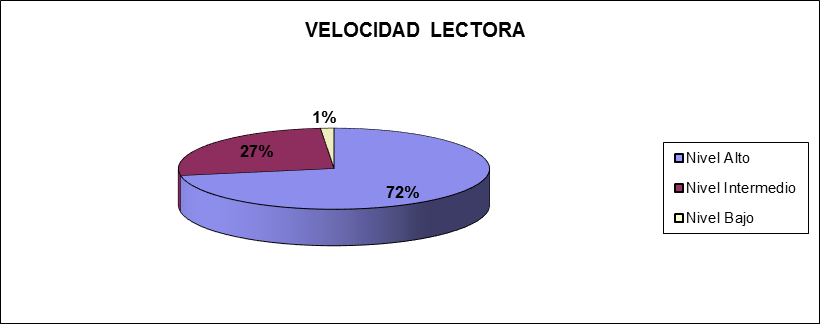 VELOCIDAD LECTORA
1%
27%
72%
Nivel Alto
Nivel Intermedio
Nivel Bajo